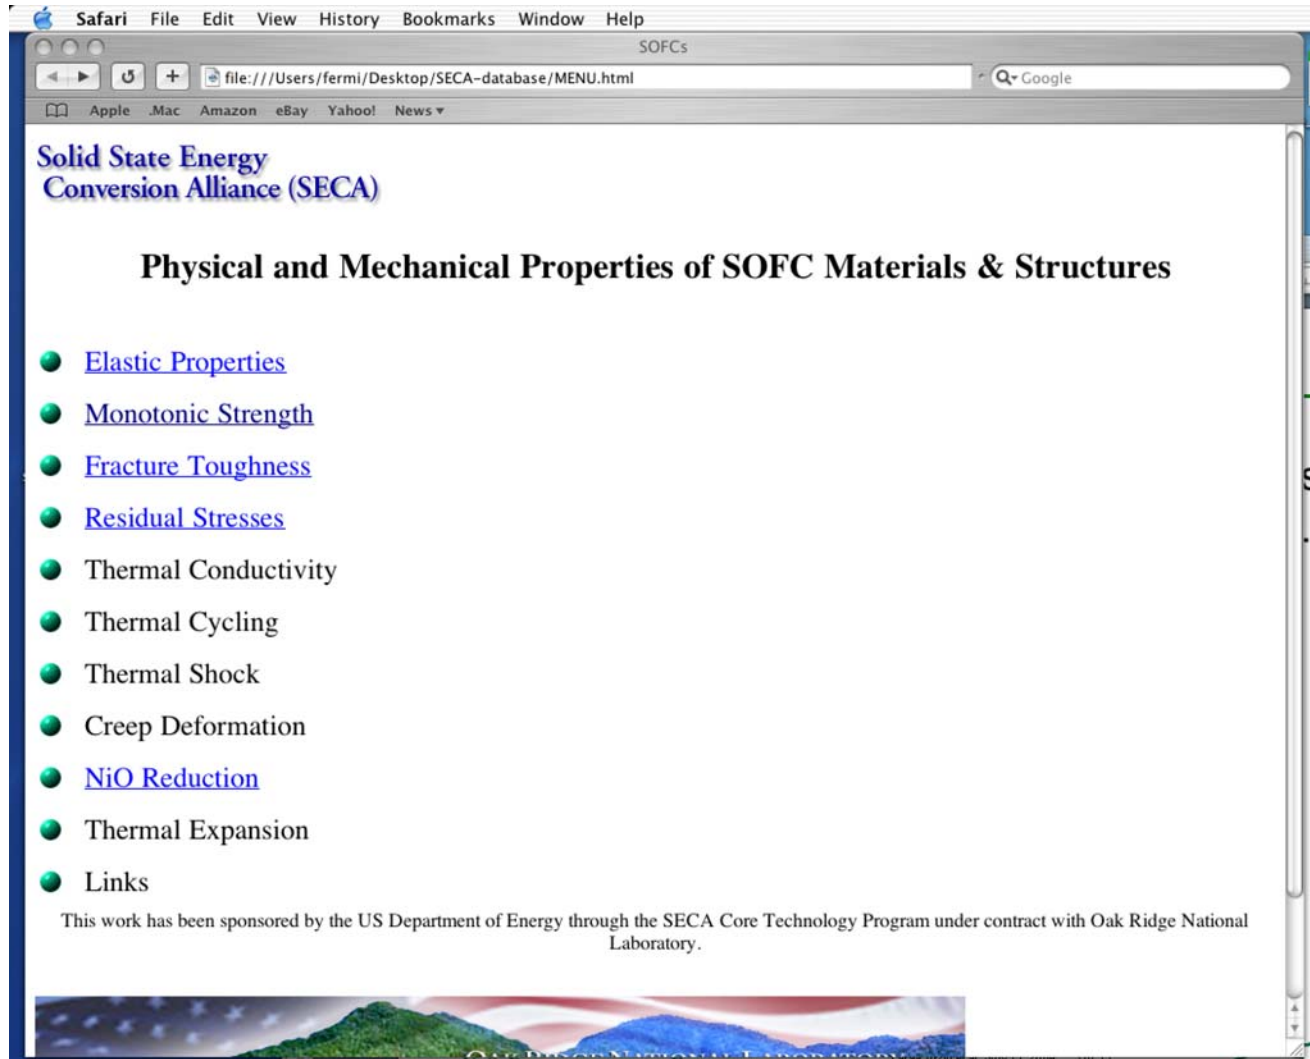 Safari File Edit View History Bookmarks Window Help
SOFCs
file:///Users/fermi/Desktop/SECA-database/MENU.html
Google
Apple .Mac Amazon eBay Yahoo! News
Solid State Energy
Conversion Alliance (SECA)
Physical and Mechanical Properties of SOFC Materials & Structures
Elastic Properties
Monotonic Strength
Fracture Toughness
Residual Stresses
Thermal Conductivity
Thermal Cycling
Thermal Shock
Creep Deformation
NiO Reduction
Thermal Expansion
Links
This work has been sponsored by the US Department of Energy through the SECA Core Technology Program under contract with Oak Ridge National
Laboratory.
OAK RIDGE NATIONAL LABORATORY